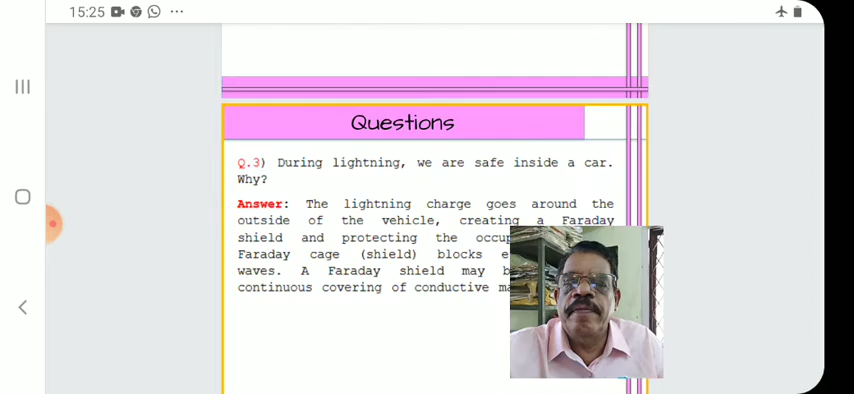 15:25
Questions
Q.3) During lightning, we are safe inside a car.
Why?
Answer: The lightning charge goes around the
outside of the vehicle, creating a Faraday
shield and protecting the
Faraday cage (shield) blocks
waves. A Faraday shield may
continuous covering of conductive